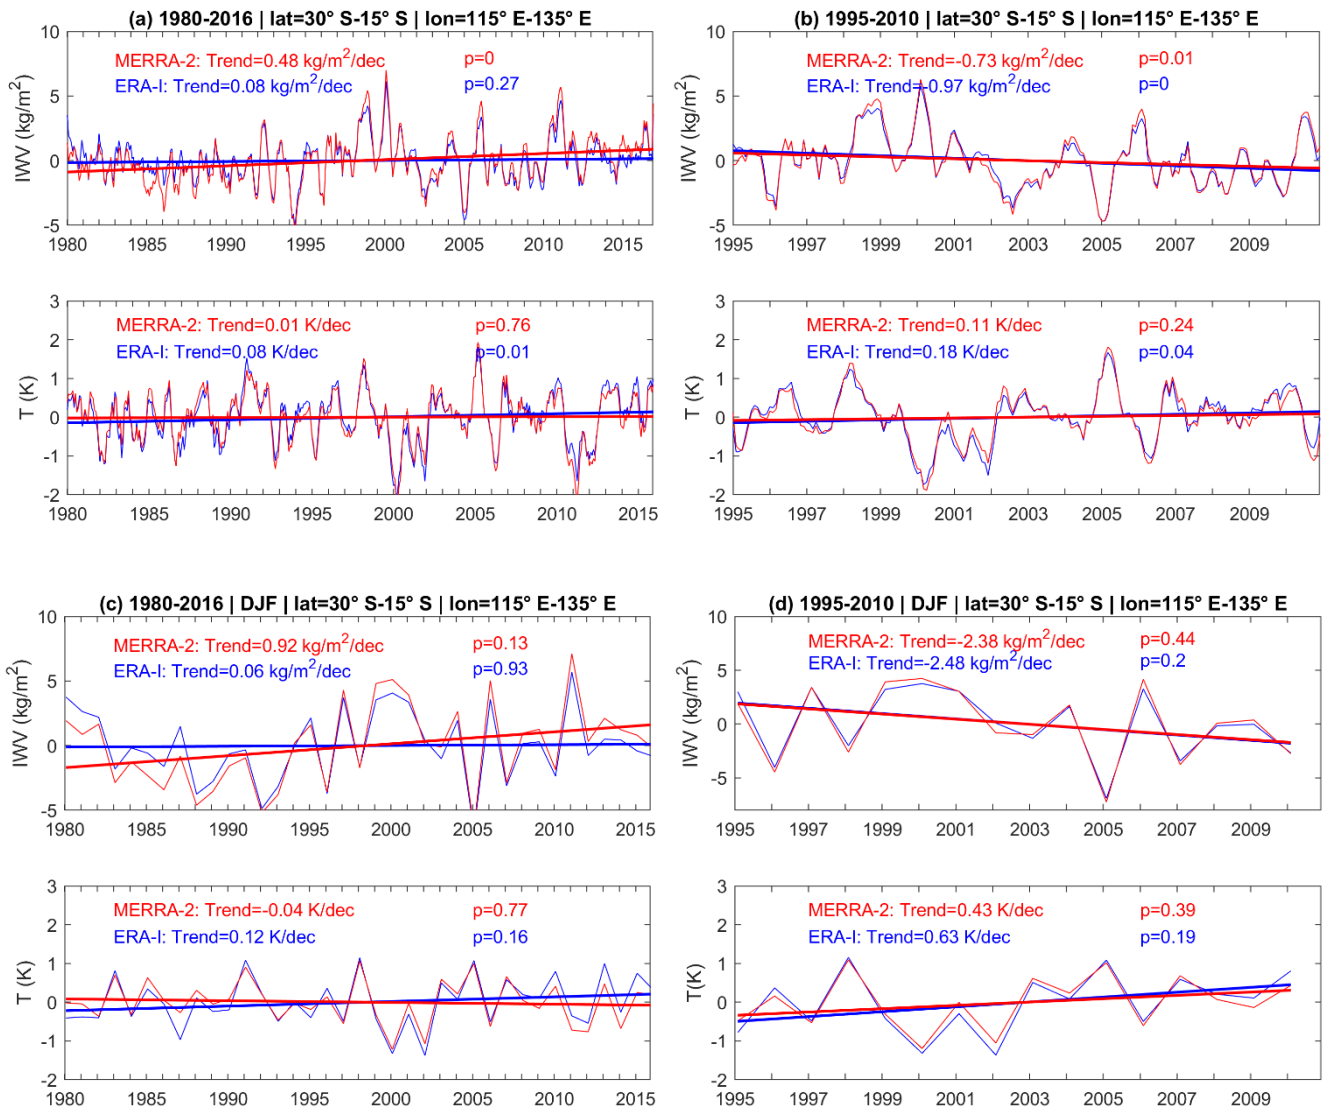 (a) 1980-2016 | lat=30° S-15° S | lon=115° E-135° E
MERRA-2: Trend=0.48 kg/m²/dec p=0
ERA-I: Trend=0.08 kg/m²/dec p=0.27
IWV (kg/m²)
10
5
0
-5
1980 1985 1990 1995 2000 2005 2010 2015
(b) 1995-2010 | lat=30° S-15° S | lon=115° E-135° E
MERRA-2: Trend=-0.73 kg/m²/dec p=0.01
ERA-I: Trend=-0.97 kg/m²/dec p=0
IWV (kg/m²)
10
5
0
-5
1995 1997 1999 2001 2003 2005 2007 2009
MERRA-2: Trend=0.01 K/dec p=0.76
ERA-I: Trend=0.08 K/dec p=0.01
T (K)
3
2
1
0
-1
-2
1980 1985 1990 1995 2000 2005 2010 2015
MERRA-2: Trend=0.11 K/dec p=0.24
ERA-I: Trend=0.18 K/dec p=0.04
T (K)
3
2
1
0
-1
-2
1995 1997 1999 2001 2003 2005 2007 2009
(c) 1980-2016 | DJF | lat=30° S-15° S | lon=115° E-135° E
MERRA-2: Trend=0.92 kg/m²/dec p=0.13
ERA-I: Trend=0.06 kg/m²/dec p=0.93
IWV (kg/m²)
10
5
0
-5
1980 1985 1990 1995 2000 2005 2010 2015
(d) 1995-2010 | DJF | lat=30° S-15° S | lon=115° E-135° E
MERRA-2: Trend=-2.38 kg/m²/dec p=0.44
ERA-I: Trend=-2.48 kg/m²/dec p=0.2
IWV (kg/m²)
10
5
0
-5
1995 1997 1999 2001 2003 2005 2007 2009
MERRA-2: Trend=-0.04 K/dec p=0.77
ERA-I: Trend=0.12 K/dec p=0.16
T (K)
3
2
1
0
-1
-2
1980 1985 1990 1995 2000 2005 2010 2015
MERRA-2: Trend=0.43 K/dec p=0.39
ERA-I: Trend=0.63 K/dec p=0.19
T(K)
3
2
1
0
-1
-2
1995 1997 1999 2001 2003 2005 2007 2009